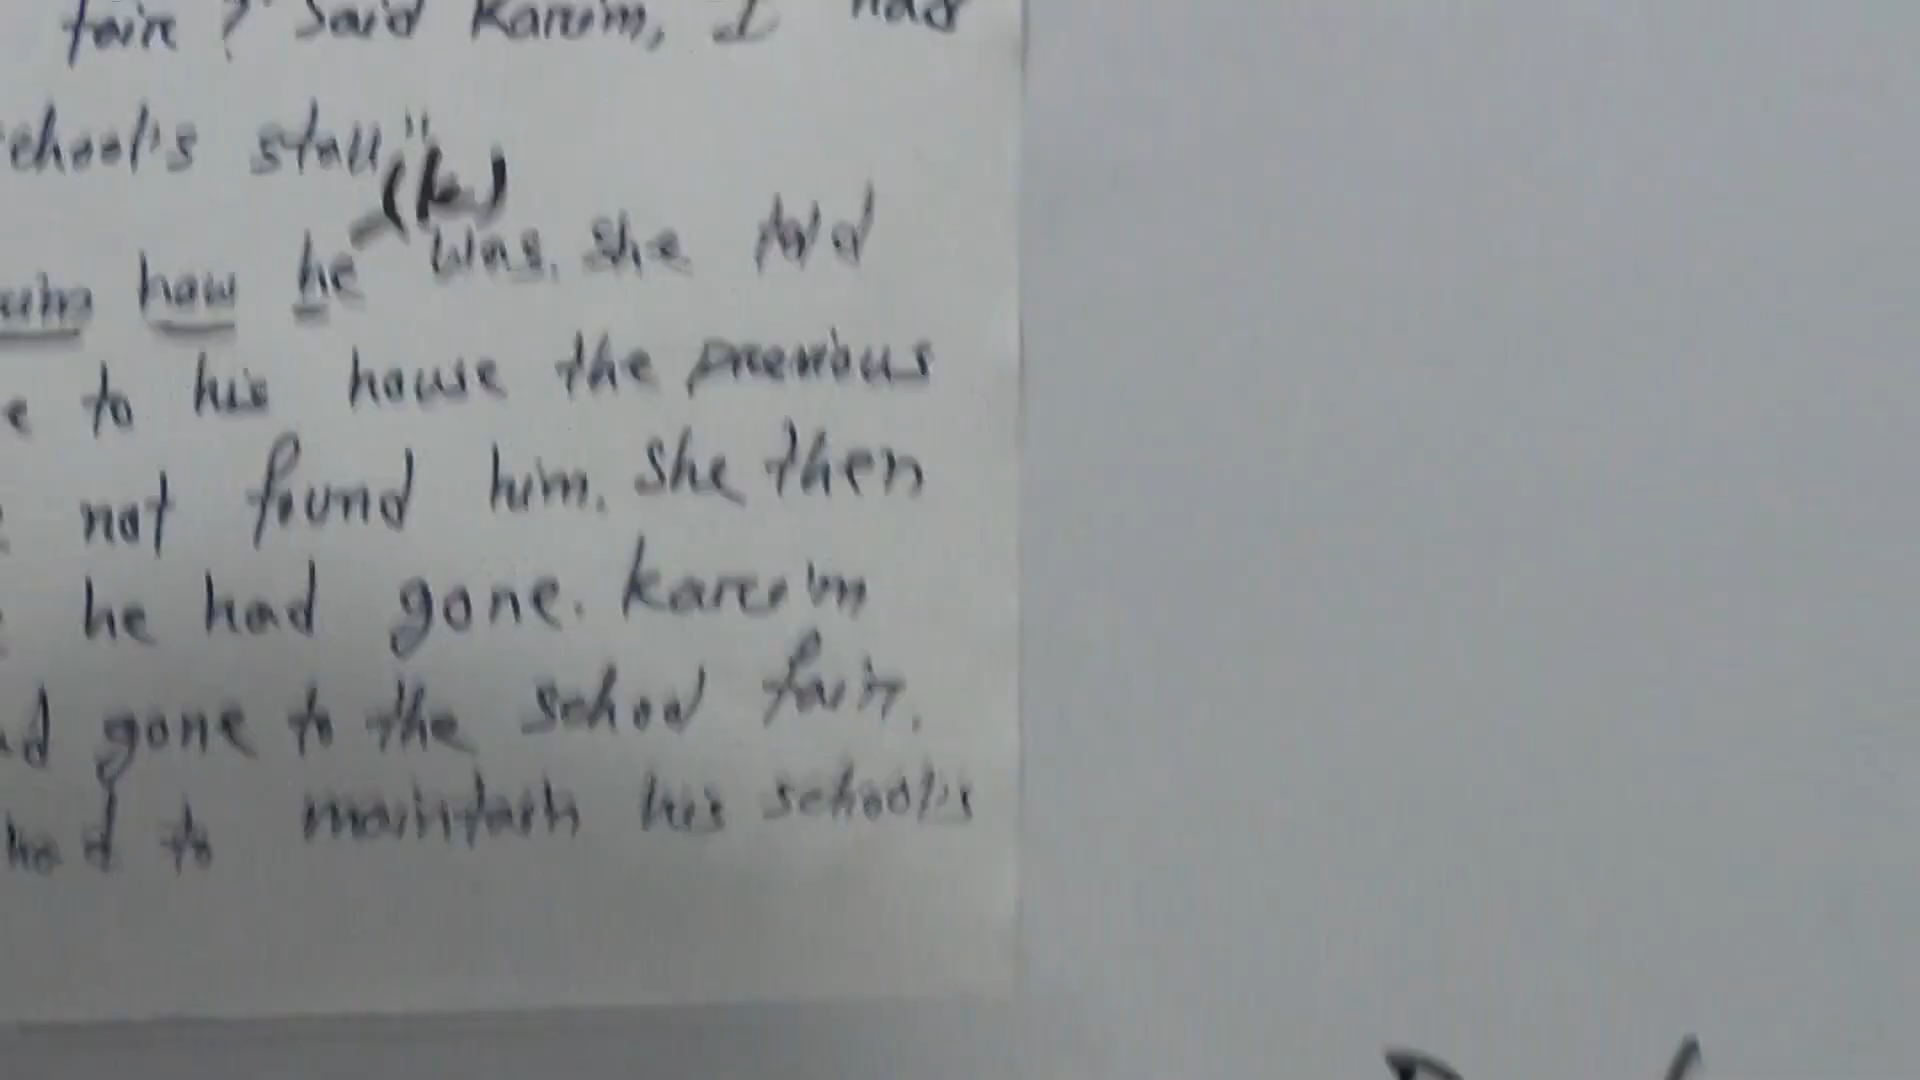 fair? Said Karim, I had
school's stall"
(k)
how he was. She told
to his house the previous
not found him. She then
he had gone. Karim
gone to the school fair.
had to maintain his school's